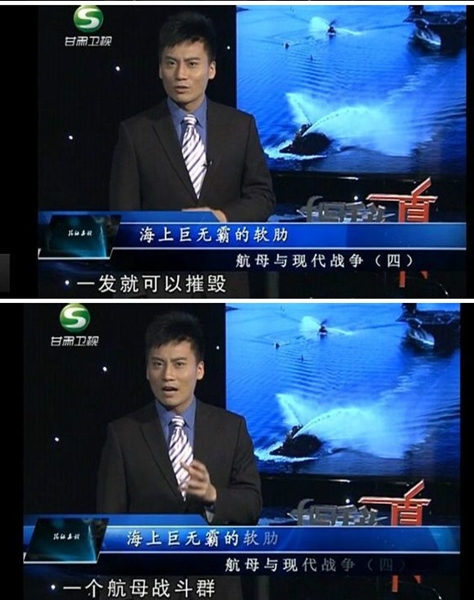 甘肃卫视
海上巨无霸的软肋
航母与现代战争（四）
一发就可以摧毁
甘肃卫视
海上巨无霸的软肋
航母与现代战争（四）
一个航母战斗群